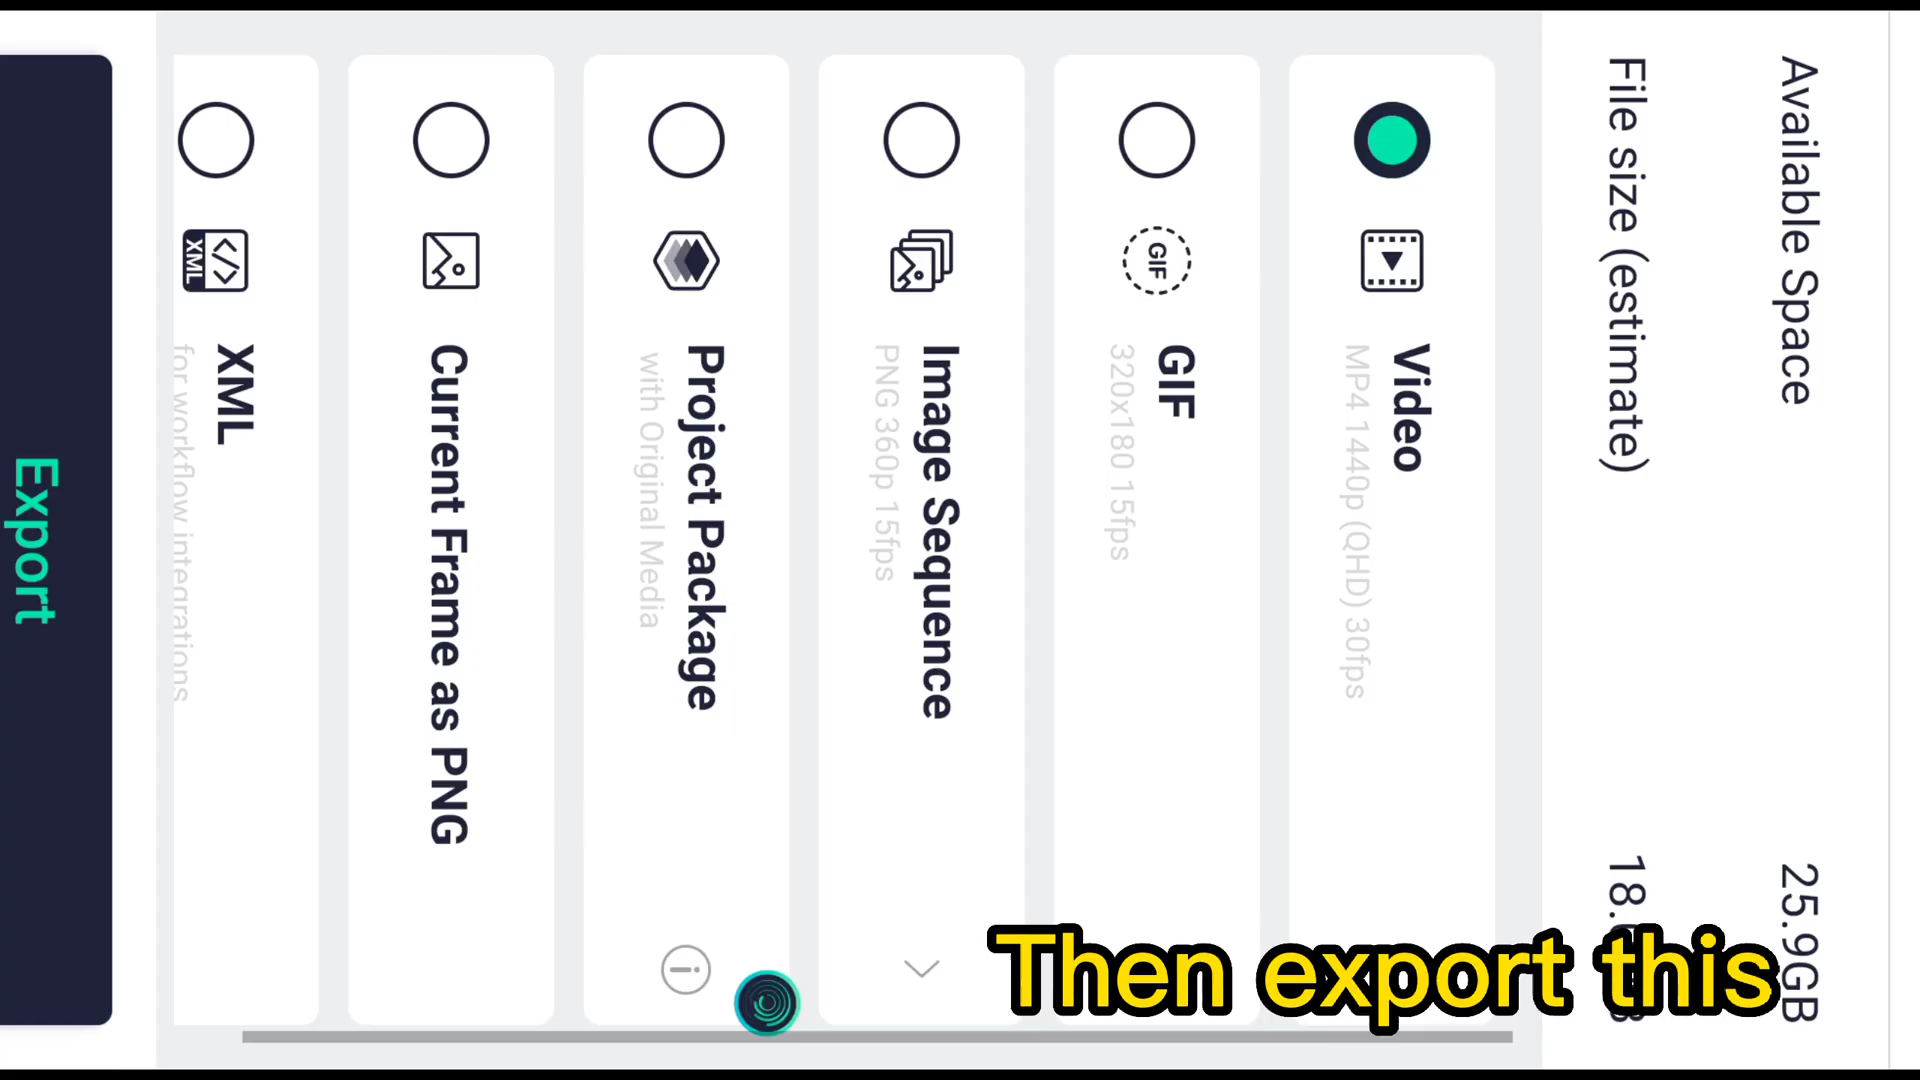 Available Space
25.9GB
File size (estimate)
Video
MP4 1440p (QHD) 30fps
GIF
GIF
320x180 15fps
Image Sequence
PNG 360p 15fps
Project Package
with Original Media
Current Frame as PNG
XML
XML
for workflow integrations
Export
Then export this